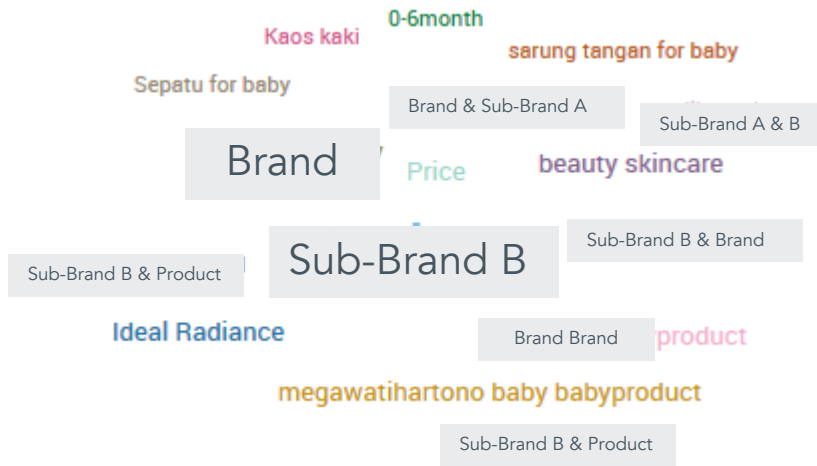 0-6month
Kaos kaki
sarung tangan for baby
Sepatu for baby
Brand & Sub-Brand A
Sub-Brand A & B
Brand
Price
beauty skincare
Sub-Brand B & Brand
Sub-Brand B
Sub-Brand B & Product
Ideal Radiance
Brand Brand
megawatihartono baby babyproduct
Sub-Brand B & Product